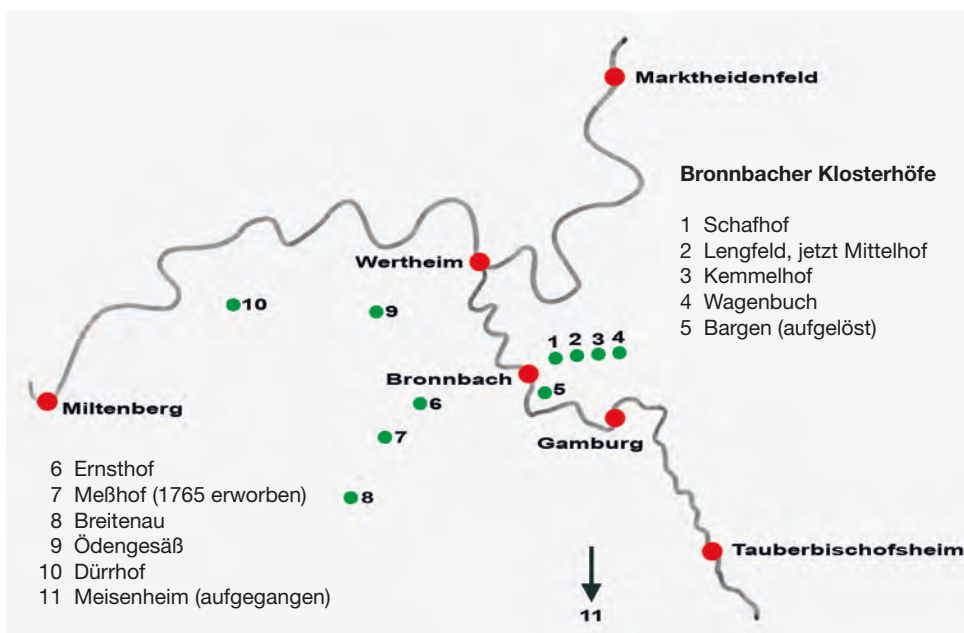 Marktheidenfeld
Bronnbacher Klosterhöfe
1 Schafhof
2 Lengfeld, jetzt Mittelhof
3 Kemmelhof
4 Wagenbuch
5 Bargen (aufgelöst)
Wertheim
10
9
1 2 3 4
Bronnbach
5
Miltenberg
6
Gamburg
7
8
6 Ernsthof
7 Meßhof (1765 erworben)
8 Breitenau
9 Ödengesäß
10 Dürrhof
11 Meisenheim (aufgegangen)
Tauberbischofsheim
11